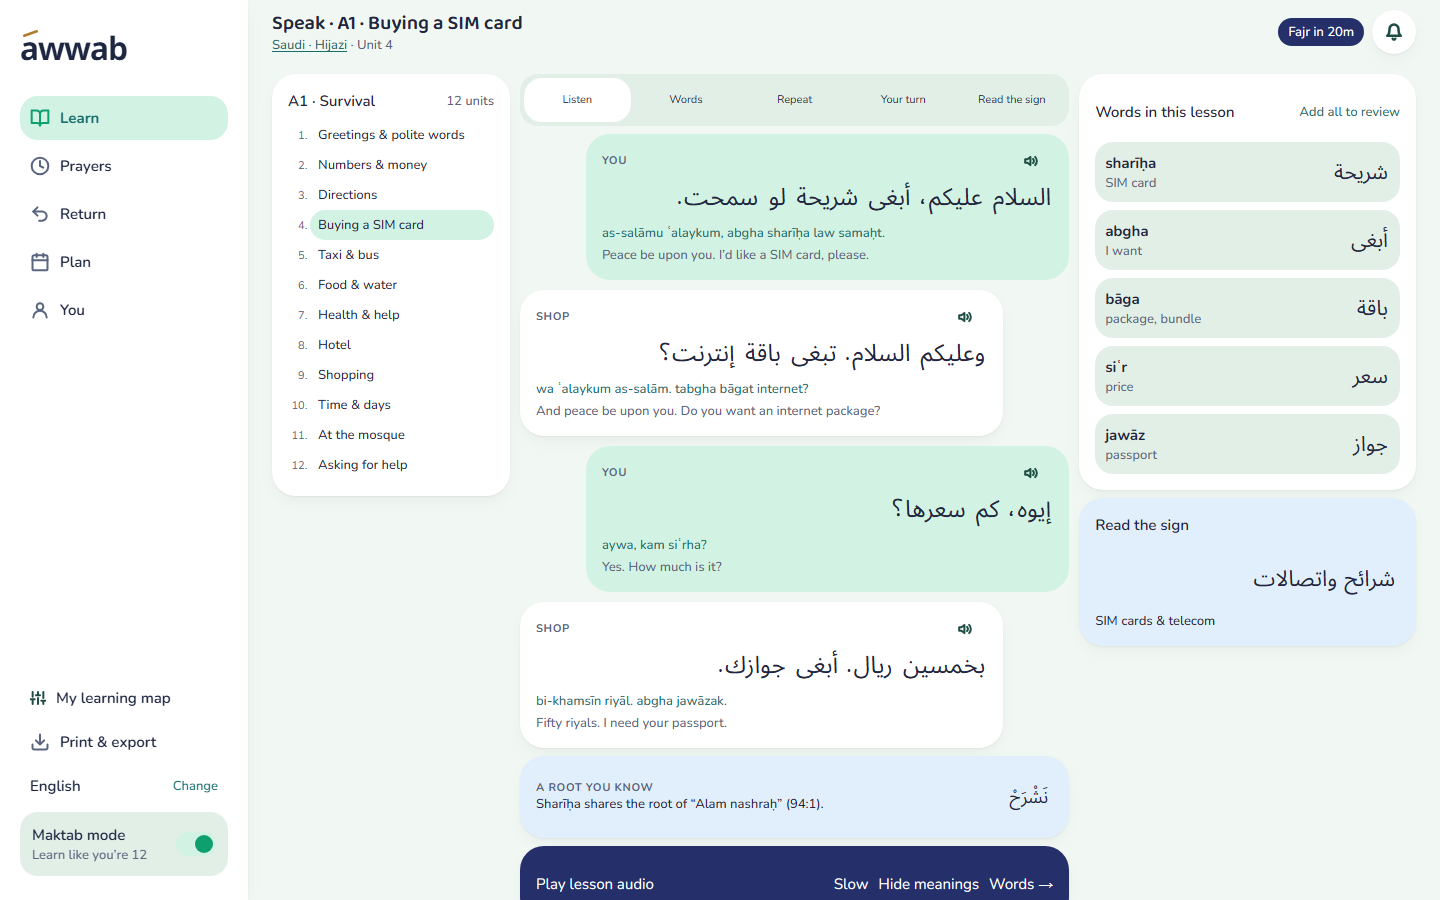 awwab
Learn
Prayers
Return
Plan
You
My learning map
Print & export
English
Change
Maktab mode
Learn like you're 12
Speak · A1 · Buying a SIM card
Saudi · Hijazi · Unit 4
Fajr in 20m
A1 · Survival
12 units
1. Greetings & polite words
2. Numbers & money
3. Directions
4. Buying a SIM card
5. Taxi & bus
6. Food & water
7. Health & help
8. Hotel
9. Shopping
10. Time & days
11. At the mosque
12. Asking for help
Listen
Words
Repeat
Your turn
Read the sign
YOU
السلام عليكم، أبغى شريحة لو سمحت.
as-salāmu ʿalaykum, abgha sharīḥa law samaḥt.
Peace be upon you. I'd like a SIM card, please.
SHOP
وعليكم السلام. تبغى باقة إنترنت؟
wa ʿalaykum as-salām. tabgha bāgat internet?
And peace be upon you. Do you want an internet package?
YOU
إيوه، كم سعرها؟
aywa, kam siʿrha?
Yes. How much is it?
SHOP
بخمسين ريال. أبغى جوازك.
bi-khamsīn riyāl. abgha jawāzak.
Fifty riyals. I need your passport.
A ROOT YOU KNOW
Sharīḥa shares the root of “Alam nashraḥ” (94:1).
نَشْرَحْ
Play lesson audio
Slow
Hide meanings
Words →
Words in this lesson
Add all to review
sharīḥa
SIM card
شريحة
abgha
I want
أبغى
bāga
package, bundle
باقة
siʿr
price
سعر
jawāz
passport
جواز
Read the sign
شرائح واتصالات
SIM cards & telecom